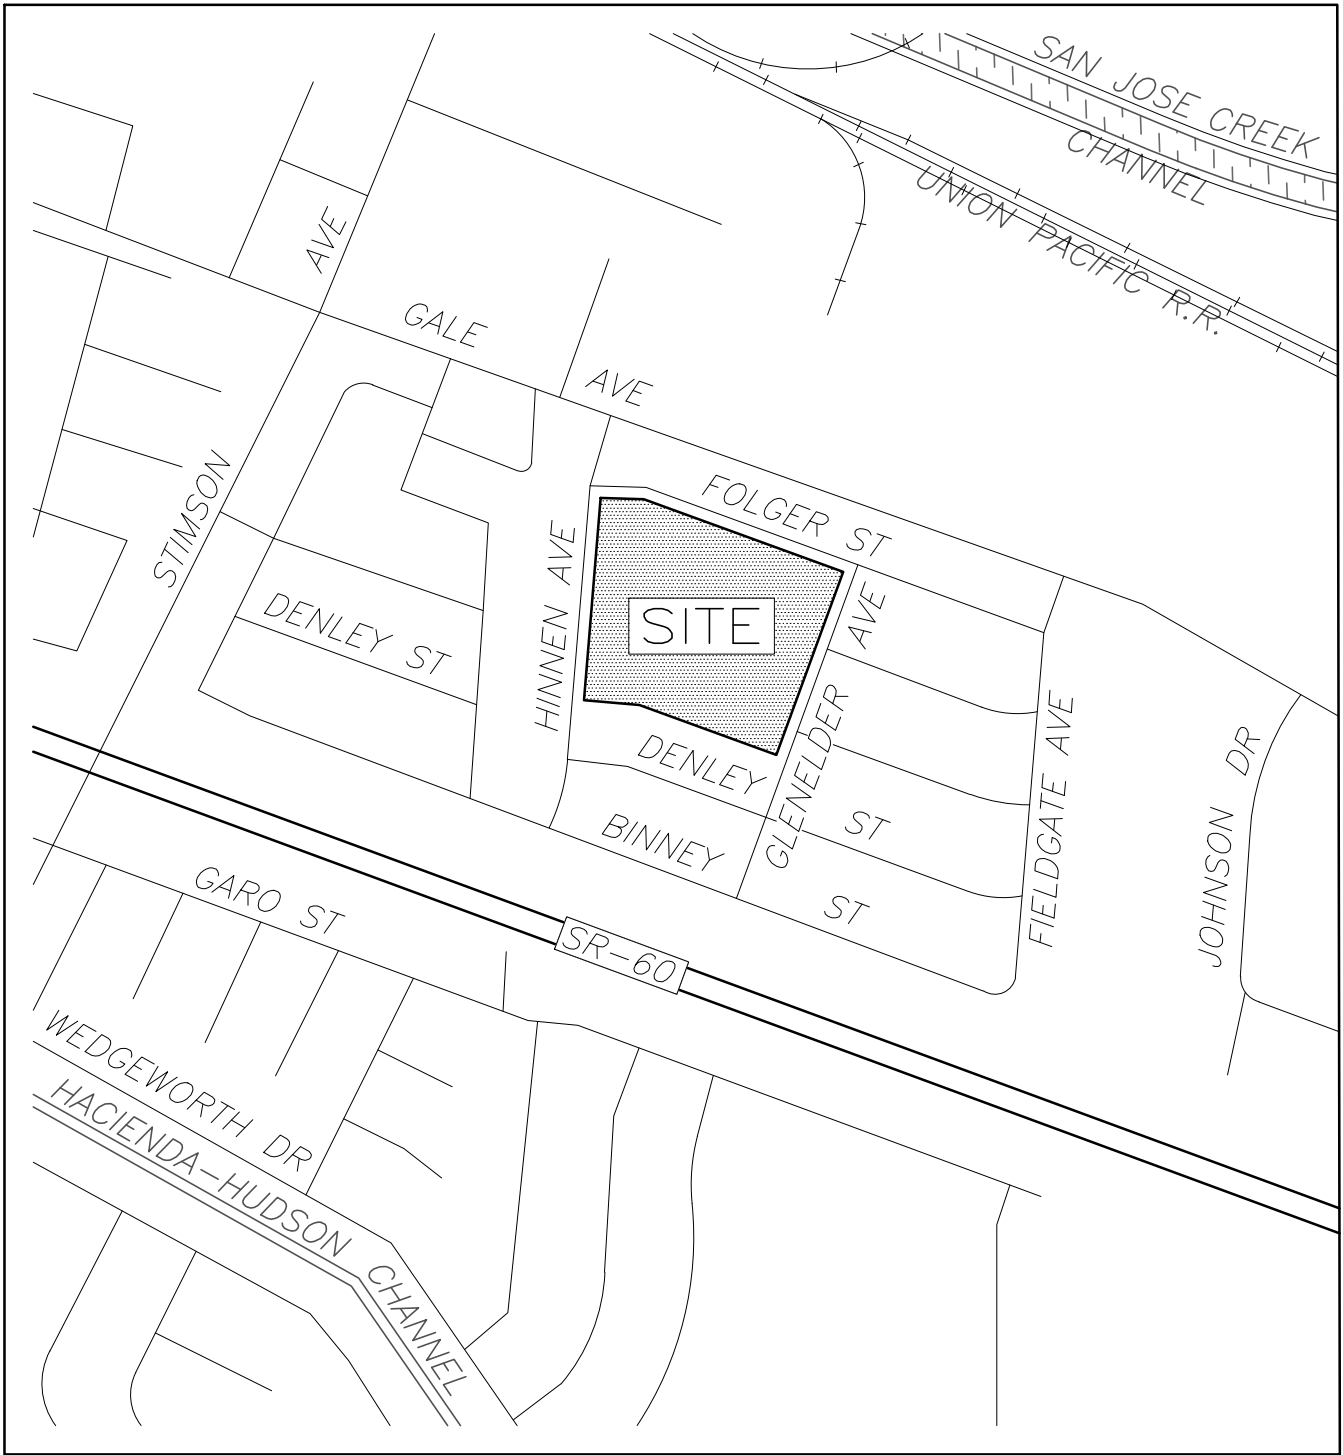 SAN JOSE CREEK
CHANNEL
UNION PACIFIC R.R.
AVE
GALE
AVE
STIMSON
FOLGER ST
HINNEN AVE
SITE
AVE
DENLEY ST
DENLEY
GLENELDER
FIELDGATE AVE
JOHNSON DR
BINNEY
ST
ST
GARO ST
SR-60
WEDGEWORTH DR
HACIENDA-HUDSON
CHANNEL